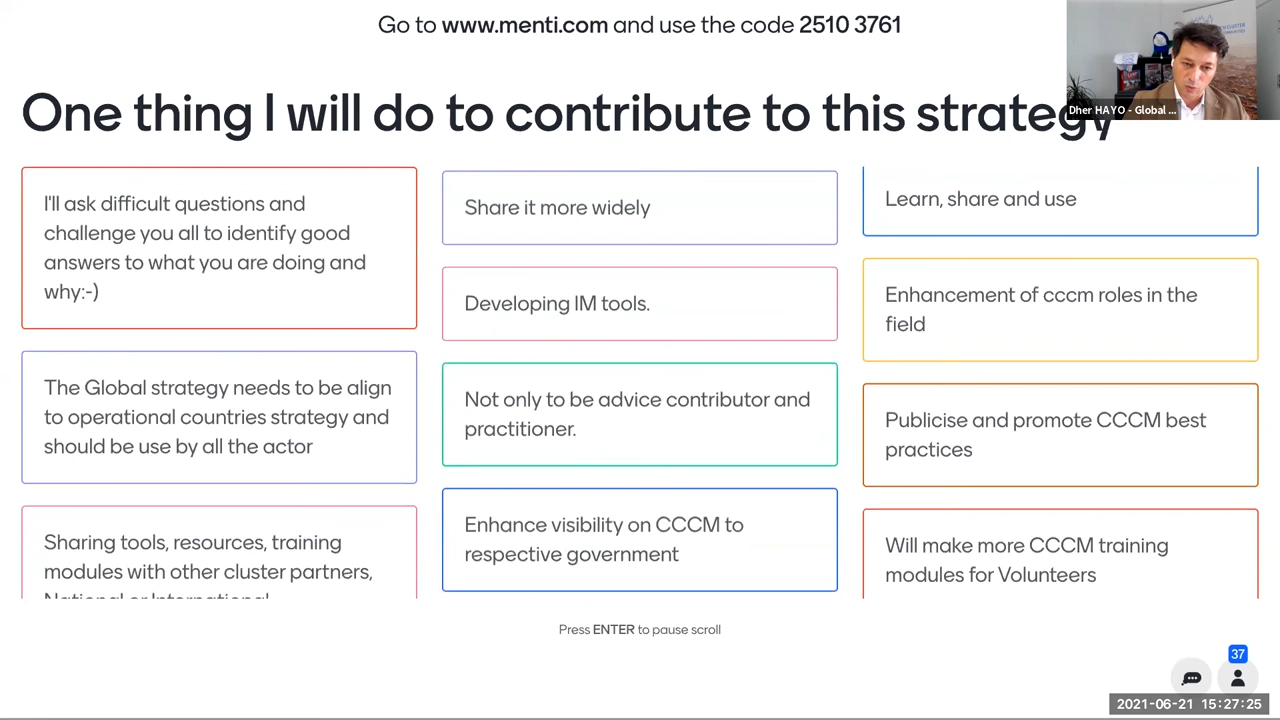 Go to www.menti.com and use the code 2510 3761
One thing I will do to contribute to this strategy
Dher HAYO - Global ...
I'll ask difficult questions and
challenge you all to identify good
answers to what you are doing and
why:-)
The Global strategy needs to be align
to operational countries strategy and
should be use by all the actor
Sharing tools, resources, training
modules with other cluster partners,
National or International
Share it more widely
Developing IM tools.
Not only to be advice contributor and
practitioner.
Enhance visibility on CCCM to
respective government
Learn, share and use
Enhancement of cccm roles in the
field
Publicise and promote CCCM best
practices
Will make more CCCM training
modules for Volunteers
Press ENTER to pause scroll
37
2021-06-21 15:27:25